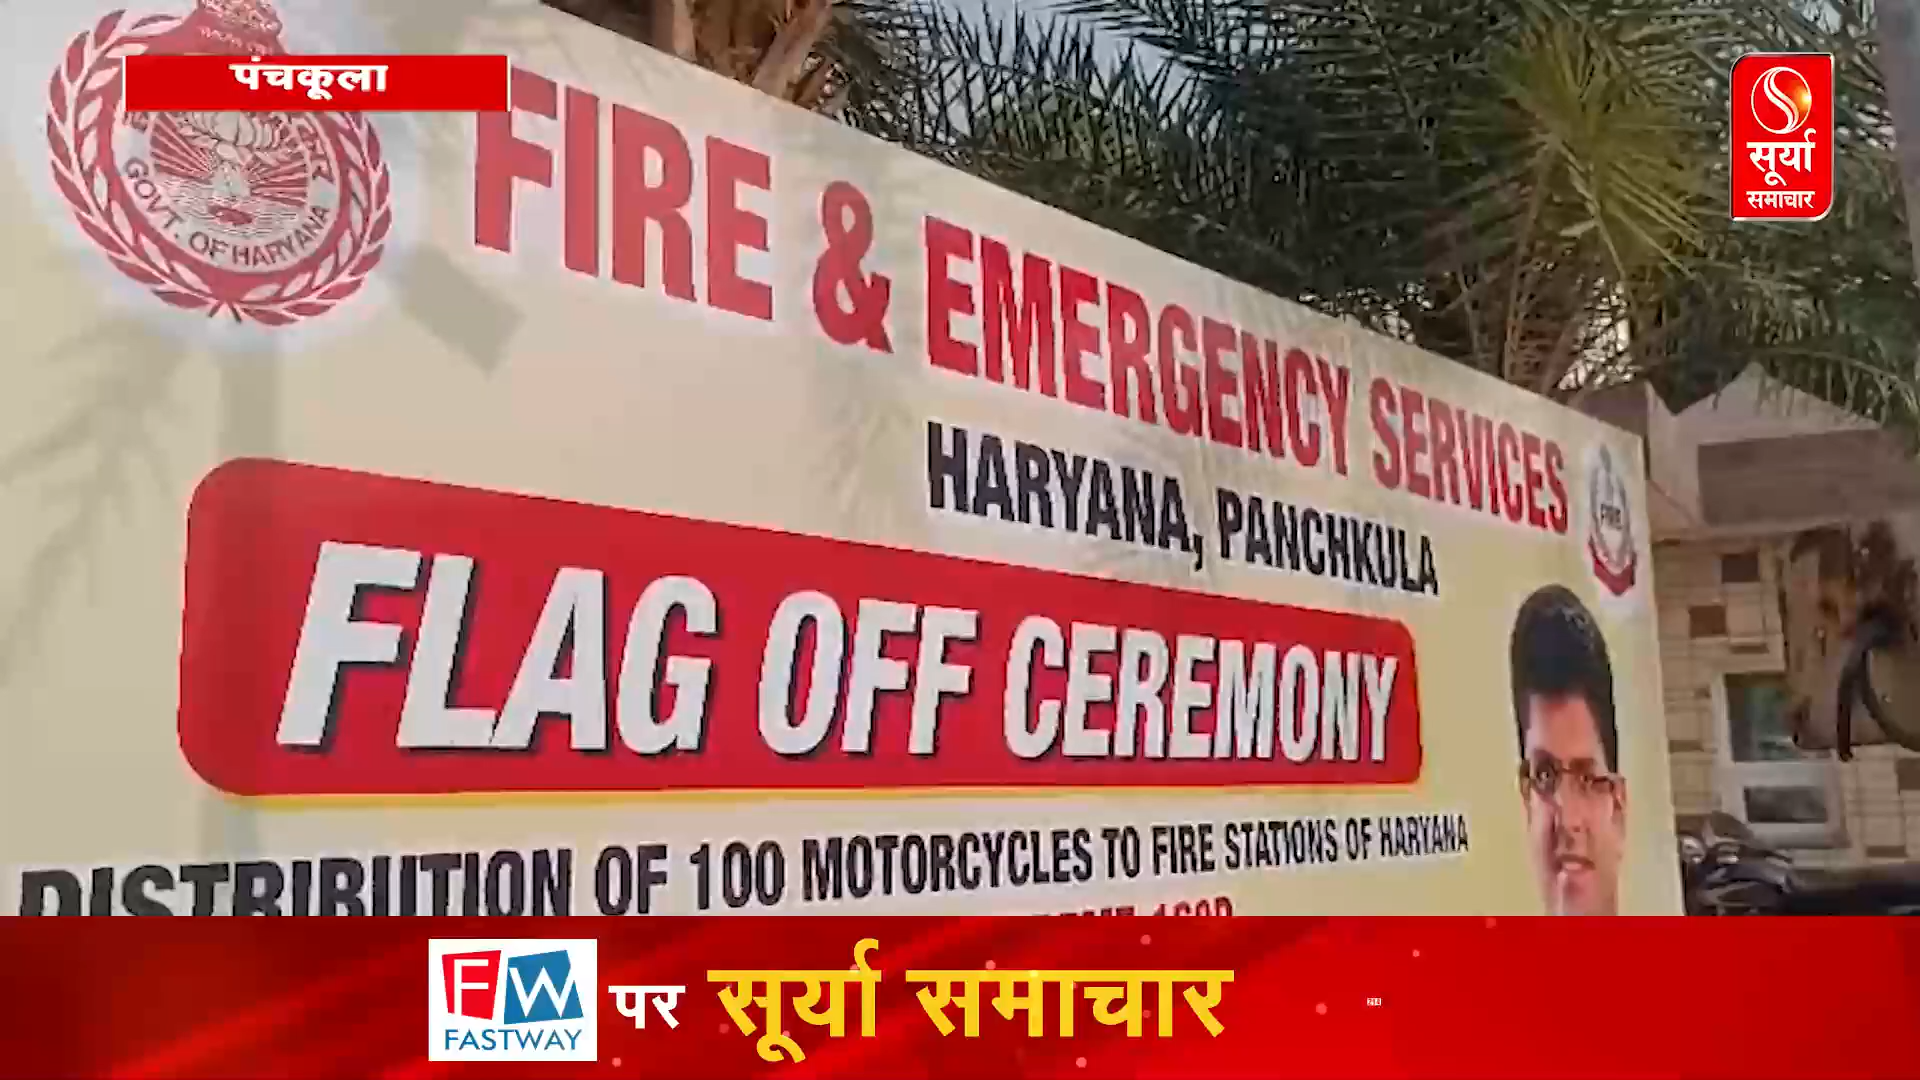 पंचकूला
GOVT. OF HARYANA
FIRE & EMERGENCY SERVICES
HARYANA, PANCHKULA
FLAG OFF CEREMONY
DISTRIBUTION OF 100 MOTORCYCLES TO FIRE STATIONS OF HARYANA
सूर्या
समाचार
FW
FASTWAY
पर सूर्या समाचार